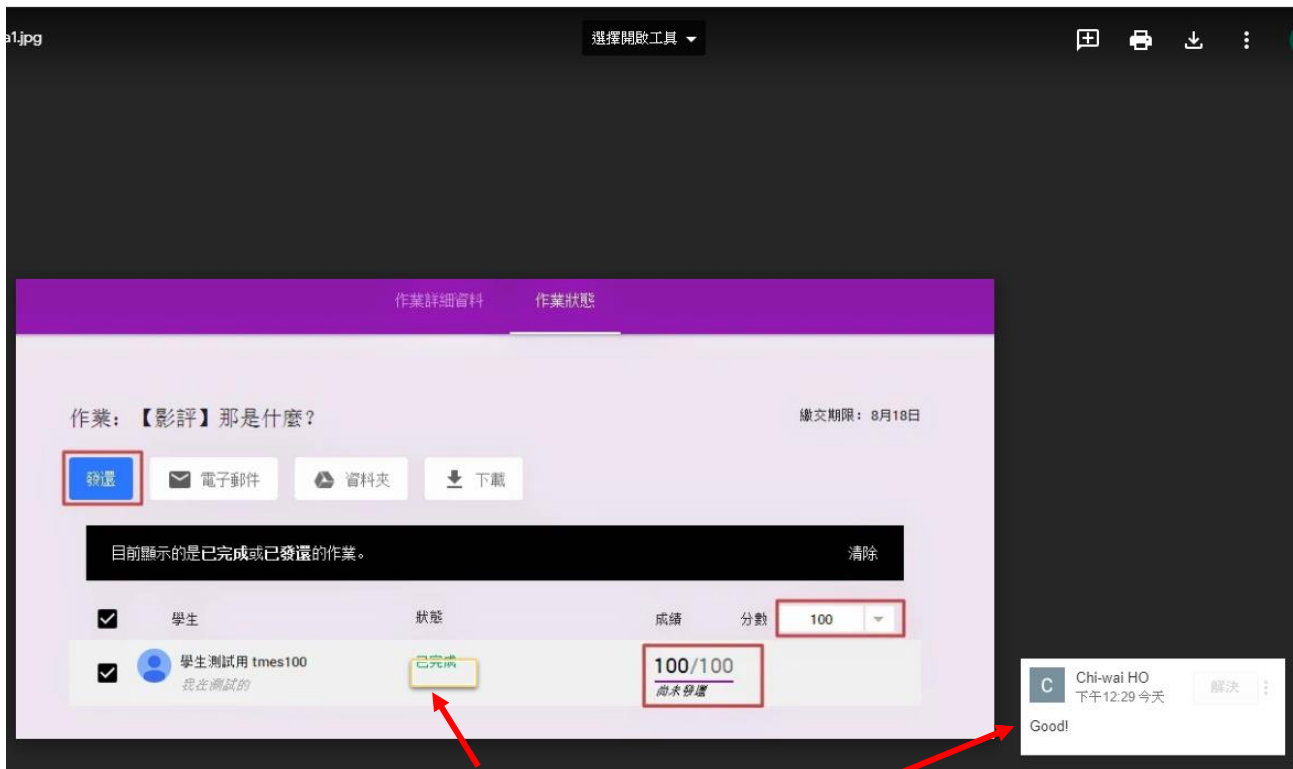 a1.jpg
選擇開啟工具
作業詳細資料 作業狀態
作業：【影評】那是什麼？
繳交期限：8月18日
發還 電子郵件 資料夾 下載
目前顯示的是已完成或已發還的作業。 清除
學生 狀態 成績 分數 100
學生測試用 tmes100 已完成 100/100
我在測試的 尚未發還
C Chi-wai HO 解決
下午12:29 今天
Good!